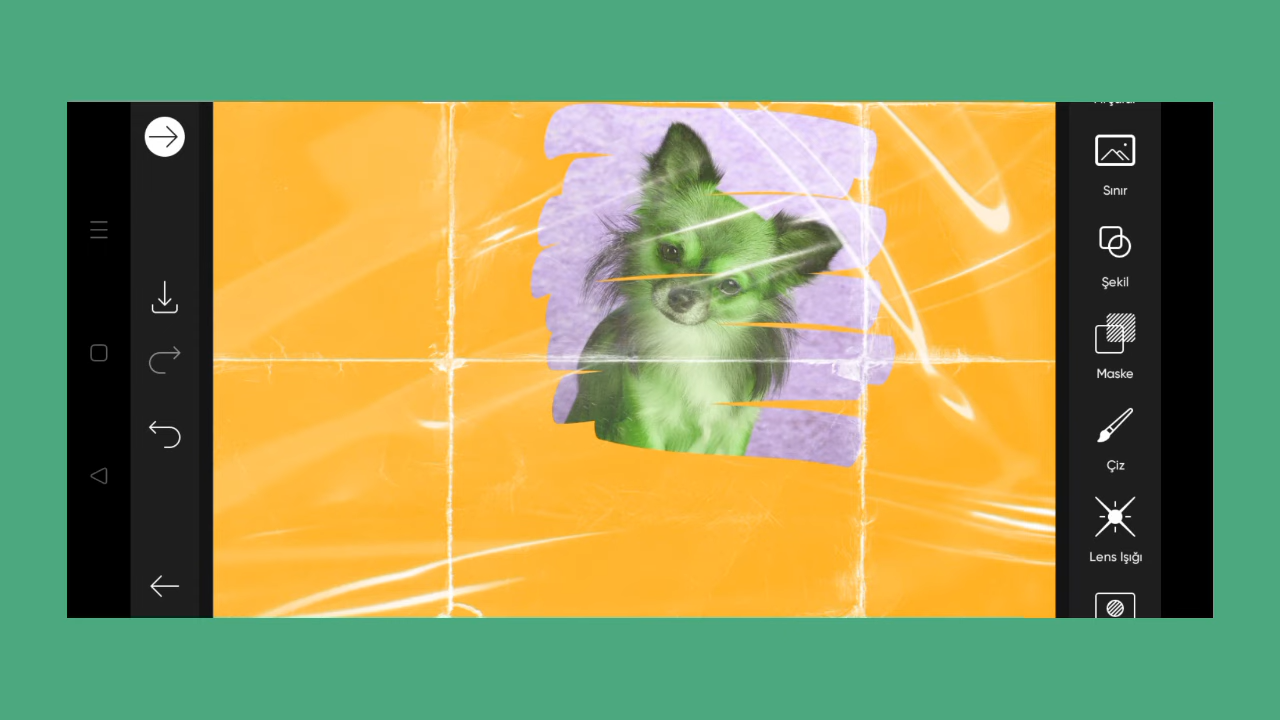 Sınır
Şekil
Maske
Çiz
Lens Işığı